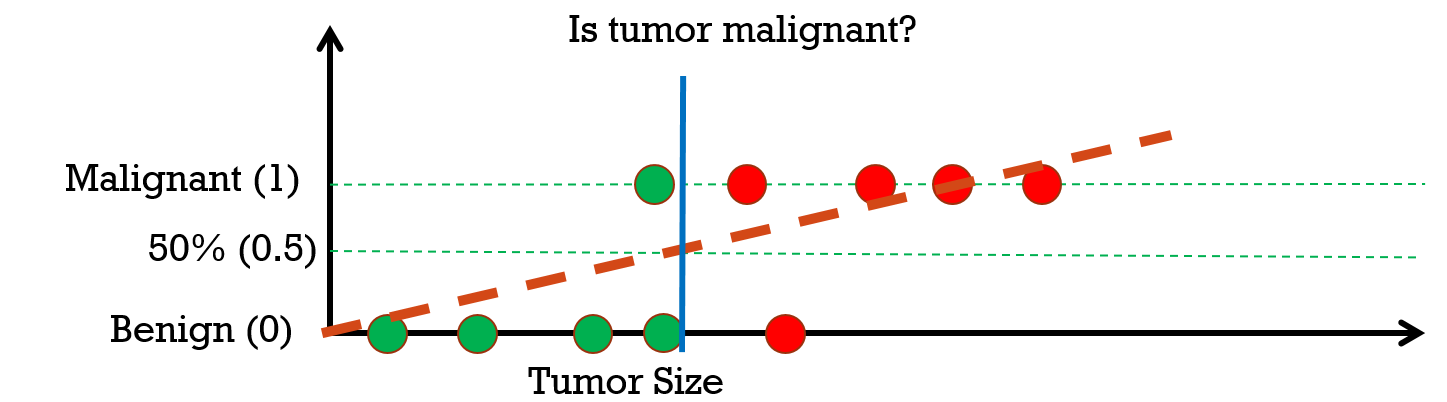 Is tumor malignant?
Malignant (1)
50% (0.5)
Benign (0)
Tumor Size